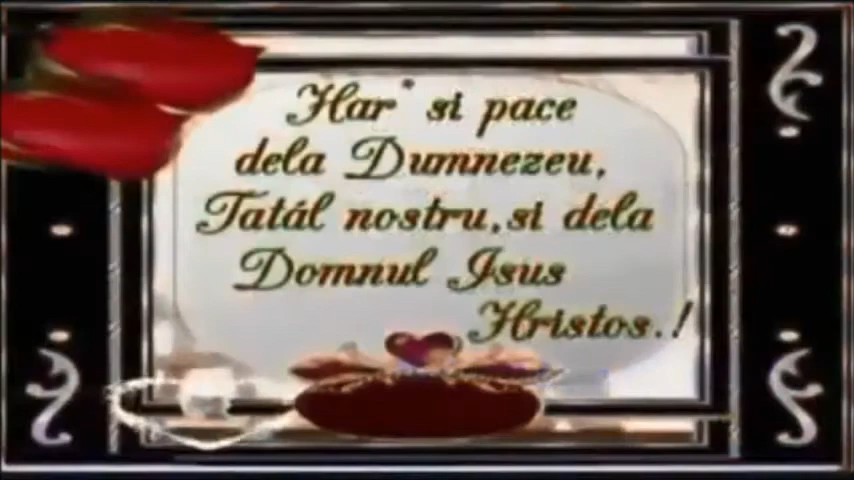 Har* si pace
dela Dumnezeu,
Tatál nostru,si dela
Domnul Isus
Hristos.!